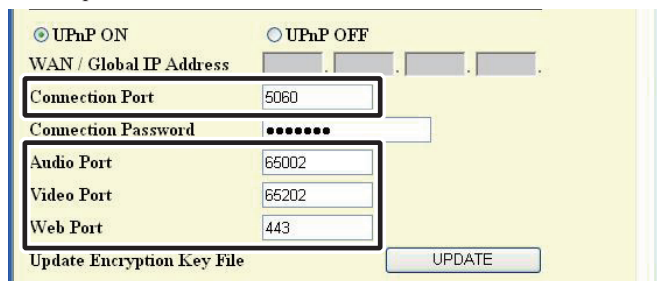 UPnP ON UPnP OFF
WAN / Global IP Address . . . .
Connection Port 5060
Connection Password ●●●●●●●
Audio Port 65002
Video Port 65202
Web Port 443
Update Encryption Key File UPDATE